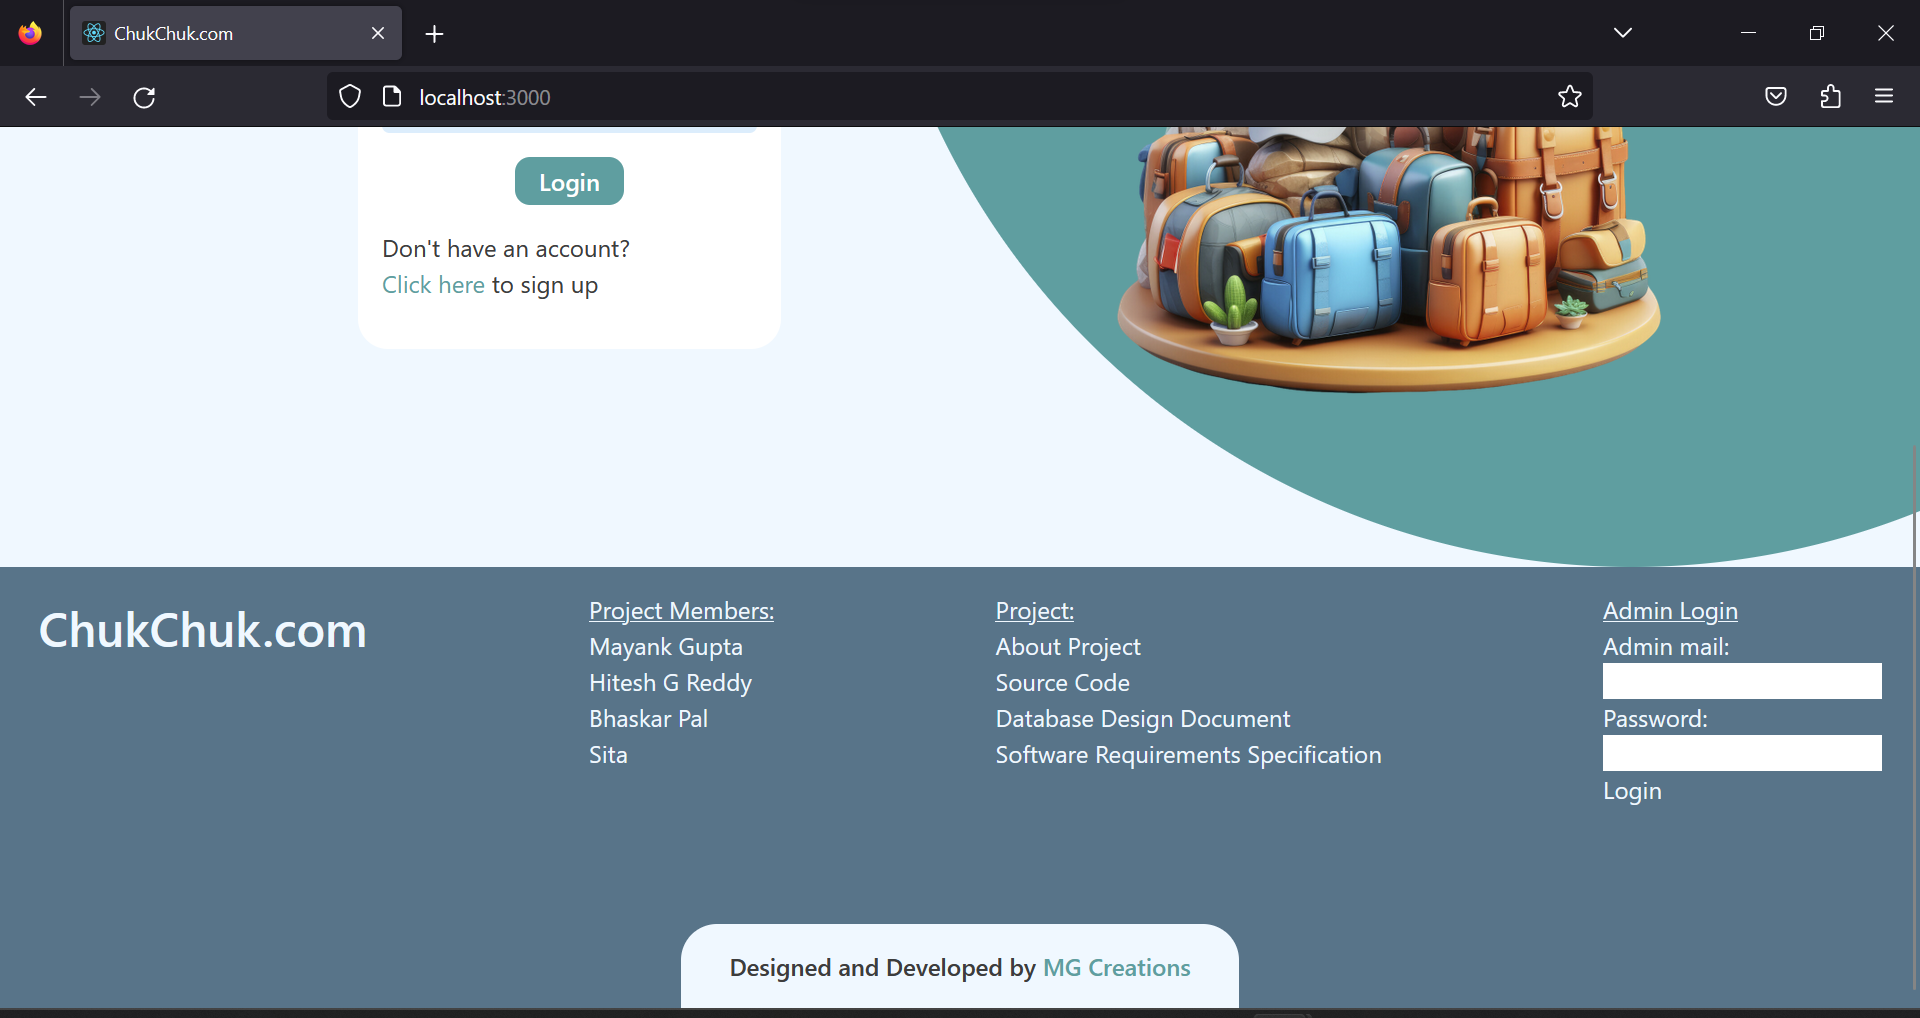 ChukChuk.com
localhost:3000
Login
Don't have an account?
Click here to sign up
ChukChuk.com
Project Members:
Mayank Gupta
Hitesh G Reddy
Bhaskar Pal
Sita
Project:
About Project
Source Code
Database Design Document
Software Requirements Specification
Admin Login
Admin mail:
Password:
Login
Designed and Developed by MG Creations